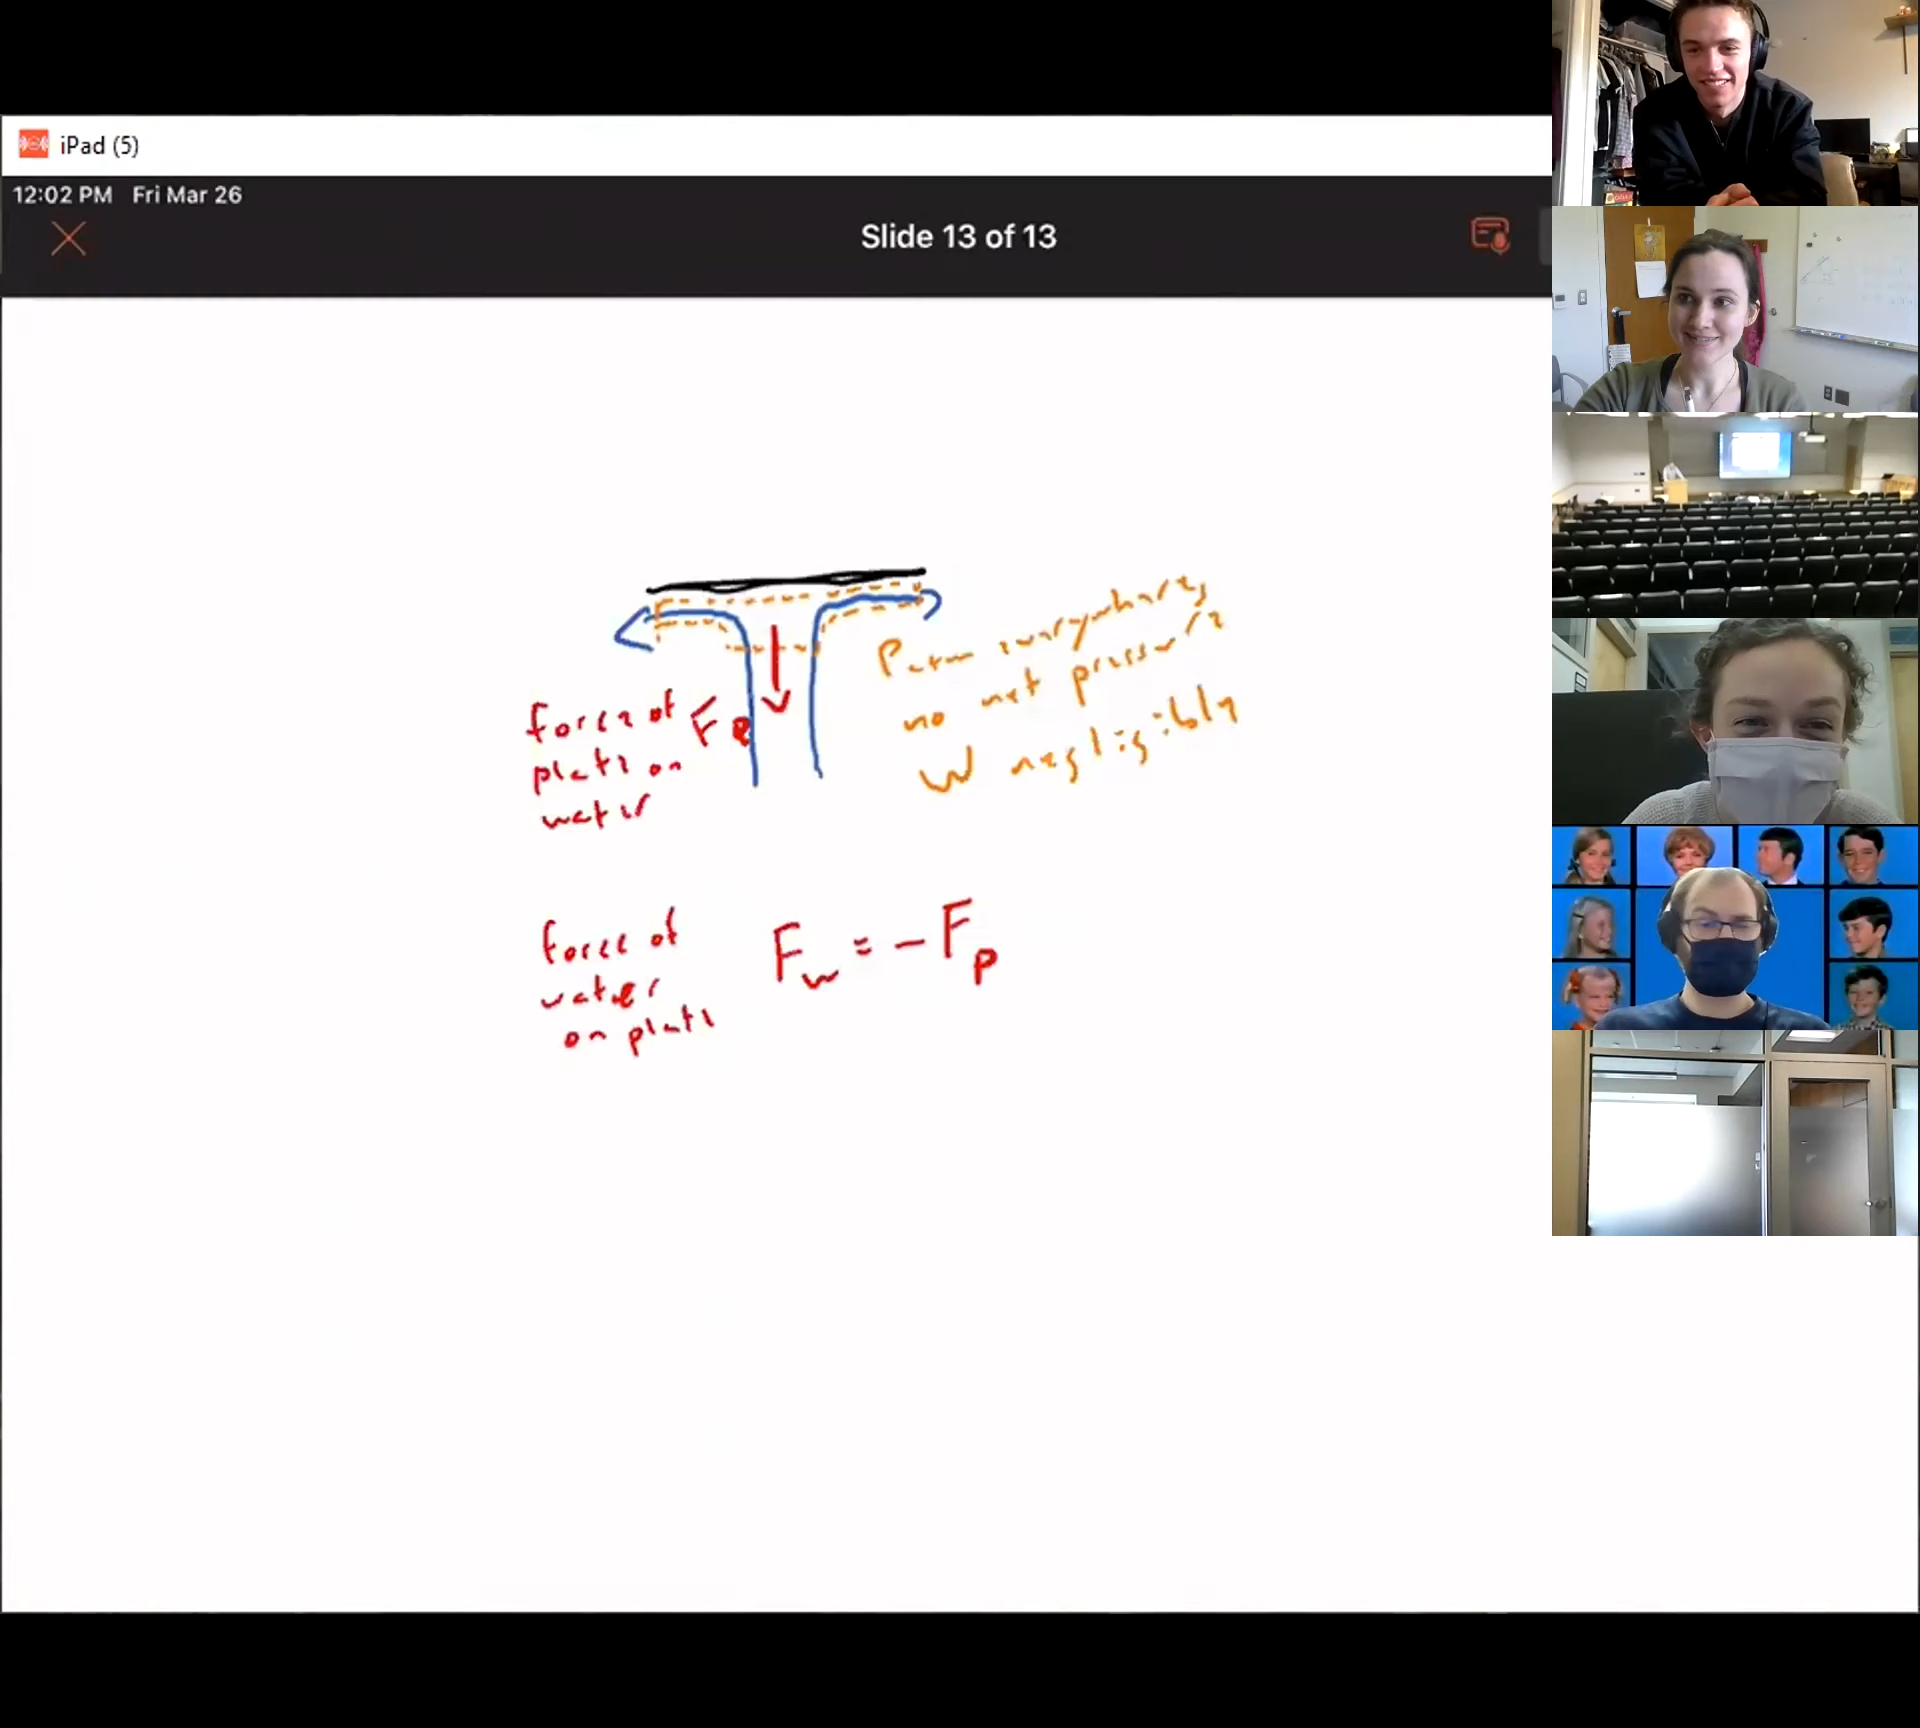 iPad (5)
12:02 PM Fri Mar 26
Slide 13 of 13
Patm everywhere,
no net pressure
W negligible
force of Fp
plate on
water
force of
water
on plate
Fw = -Fp